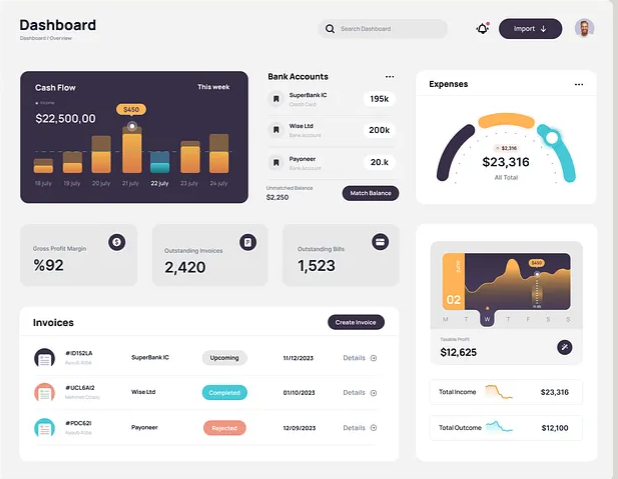 Dashboard
Dashboard / Overview
Search Dashboard
Import
Cash Flow
This week
Income
$22,500,00
$450
18 july
19 july
20 july
21 july
22 july
23 july
24 july
Bank Accounts
SuperBank IC
Credit Card
195k
Wise Ltd
Bank account
200k
Payoneer
Bank account
20.k
Unmatched Balance
$2,250
Match Balance
Expenses
$2,316
$23,316
All Total
Gross Profit Margin
%92
Outstanding Invoices
2,420
Outstanding Bills
1,523
Invoices
Create Invoice
#ID152LA
SuperBank IC
Upcoming
11/12/2023
Details
#UCL6AI2
Wise Ltd
Completed
01/10/2023
Details
#PDC62I
Payoneer
Rejected
12/09/2023
Details
02
$450
M T W T F S S
Taxable Profit
$12,625
Total Income
$23,316
Total Outcome
$12,100